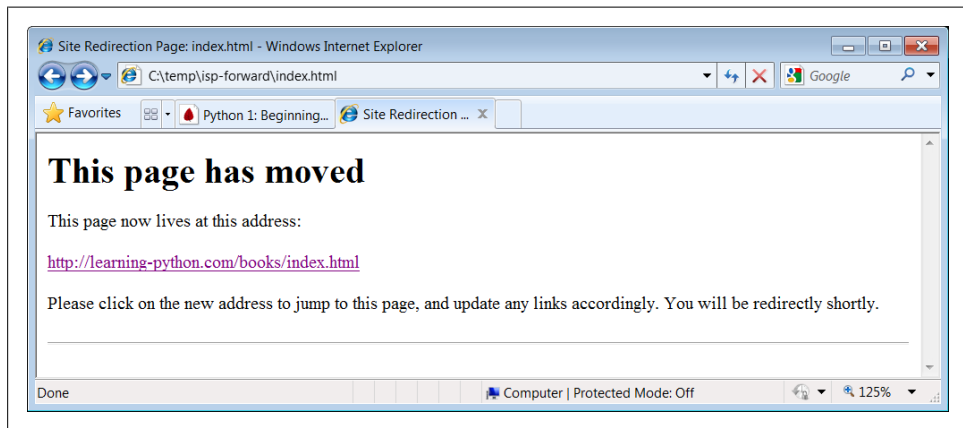 Site Redirection Page: index.html - Windows Internet Explorer
C:\temp\isp-forward\index.html
Google
Favorites
Python 1: Beginning...
Site Redirection ...
This page has moved
This page now lives at this address:
http://learning-python.com/books/index.html
Please click on the new address to jump to this page, and update any links accordingly. You will be redirectly shortly.
Done
Computer | Protected Mode: Off
125%